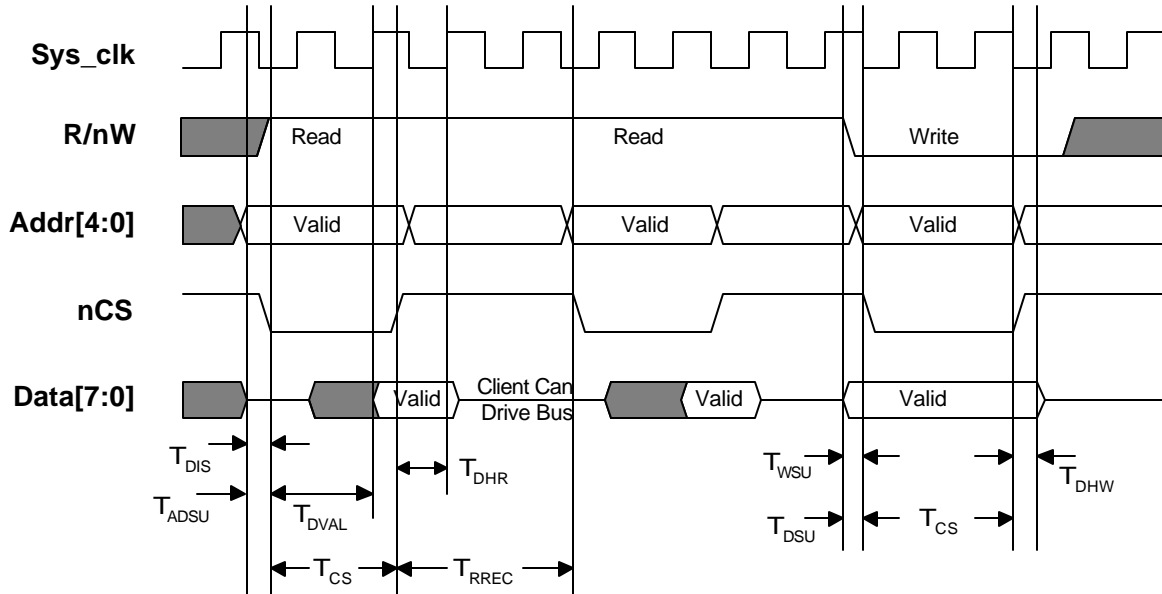 Sys_clk
R/nW
Read
Read
Write
Addr[4:0]
Valid
Valid
Valid
nCS
Data[7:0]
Valid
Client Can
Drive Bus
Valid
Valid
TDIS
TDHR
TWSU
TDHW
TADSU
TDVAL
TDSU
TCS
TCS
TRREC